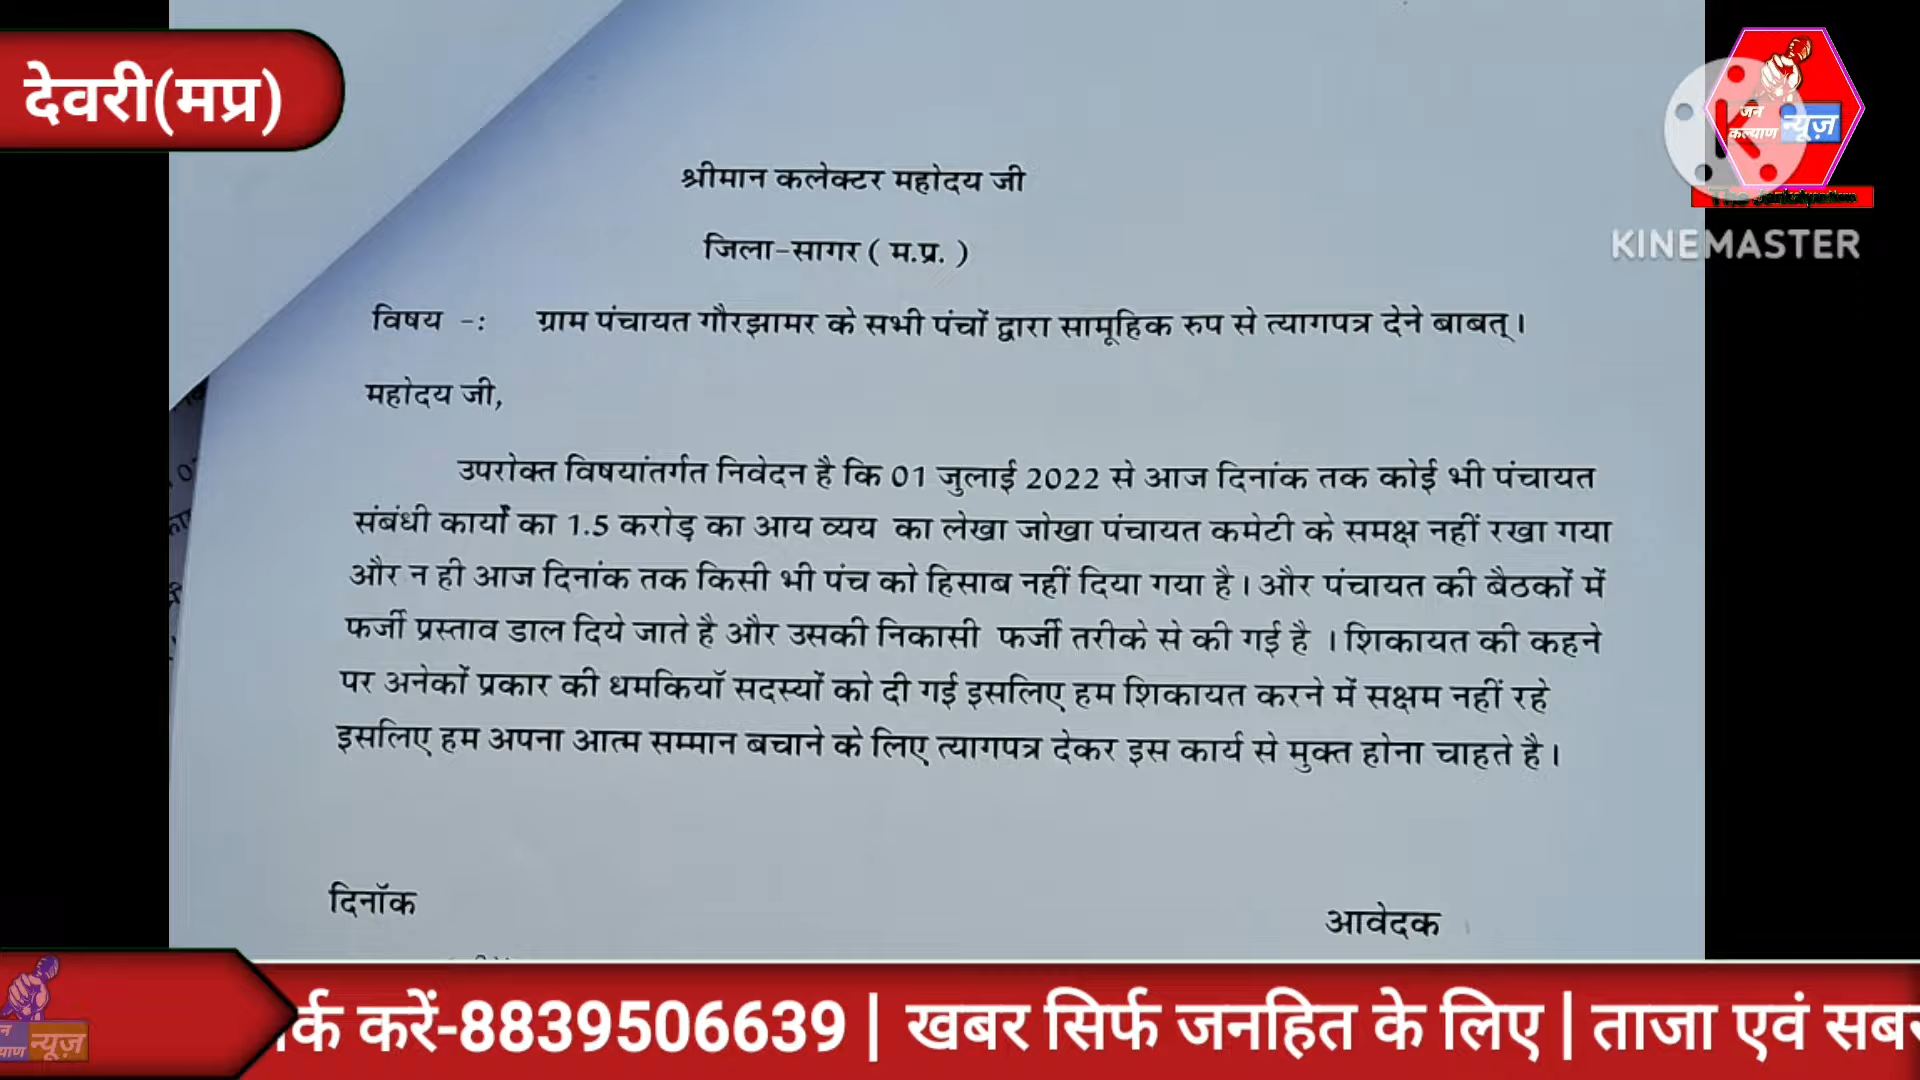 देवरी(मप्र)
जन
कल्याण न्यूज़
KINEMASTER
श्रीमान कलेक्टर महोदय जी
जिला-सागर ( म.प्र. )
विषय -: ग्राम पंचायत गौरझामर के सभी पंचों द्वारा सामूहिक रुप से त्यागपत्र देने बाबत्।
महोदय जी,
उपरोक्त विषयांतर्गत निवेदन है कि 01 जुलाई 2022 से आज दिनांक तक कोई भी पंचायत
संबंधी कार्यों का 1.5 करोड़ का आय व्यय का लेखा जोखा पंचायत कमेटी के समक्ष नहीं रखा गया
और न ही आज दिनांक तक किसी भी पंच को हिसाब नहीं दिया गया है। और पंचायत की बैठकों में
फर्जी प्रस्ताव डाल दिये जाते है और उसकी निकासी फर्जी तरीके से की गई है । शिकायत की कहने
पर अनेकों प्रकार की धमकियॉ सदस्यों को दी गई इसलिए हम शिकायत करने में सक्षम नहीं रहे
इसलिए हम अपना आत्म सम्मान बचाने के लिए त्यागपत्र देकर इस कार्य से मुक्त होना चाहते है।
दिनॉक
आवेदक
र्क करें-8839506639 | खबर सिर्फ जनहित के लिए | ताजा एवं सबस
न्यूज़